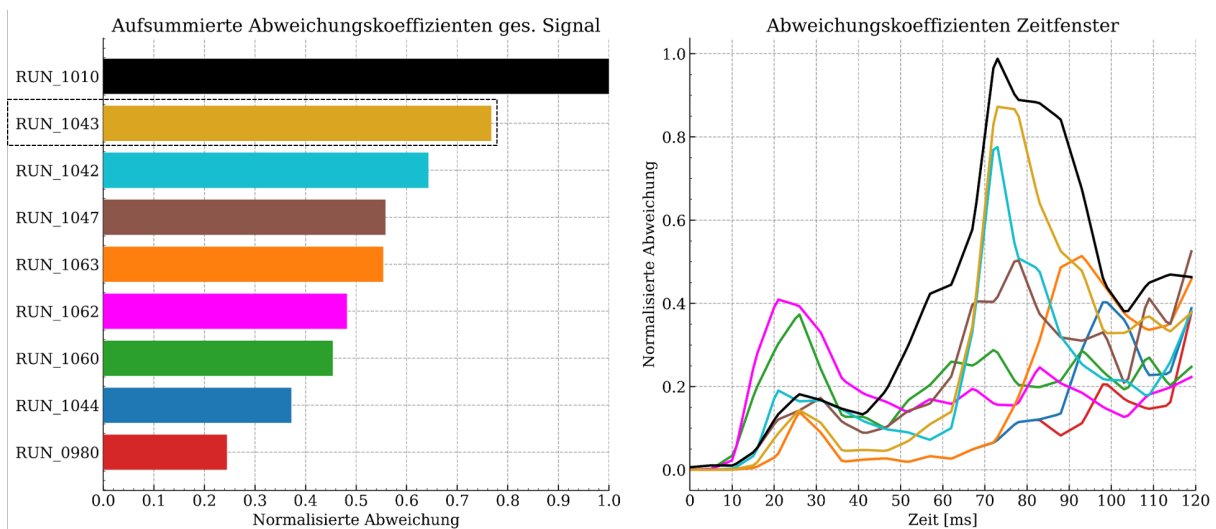 Aufsummierte Abweichungskoeffizienten ges. Signal
RUN_1010
RUN_1043
RUN_1042
RUN_1047
RUN_1063
RUN_1062
RUN_1060
RUN_1044
RUN_0980
0.0 0.1 0.2 0.3 0.4 0.5 0.6 0.7 0.8 0.9 1.0
Normalisierte Abweichung
Abweichungskoeffizienten Zeitfenster
Normalisierte Abweichung
1.0
0.8
0.6
0.4
0.2
0.0
0 10 20 30 40 50 60 70 80 90 100 110 120
Zeit [ms]